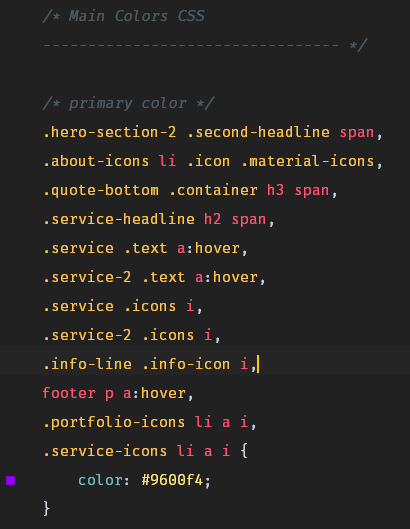 /* Main Colors CSS
--------------------------------- */
/* primary color */
.hero-section-2 .second-headline span,
.about-icons li .icon .material-icons,
.quote-bottom .container h3 span,
.service-headline h2 span,
.service .text a:hover,
.service-2 .text a:hover,
.service .icons i,
.service-2 .icons i,
.info-line .info-icon i,
footer p a:hover,
.portfolio-icons li a i,
.service-icons li a i {
    color: #9600f4;
}